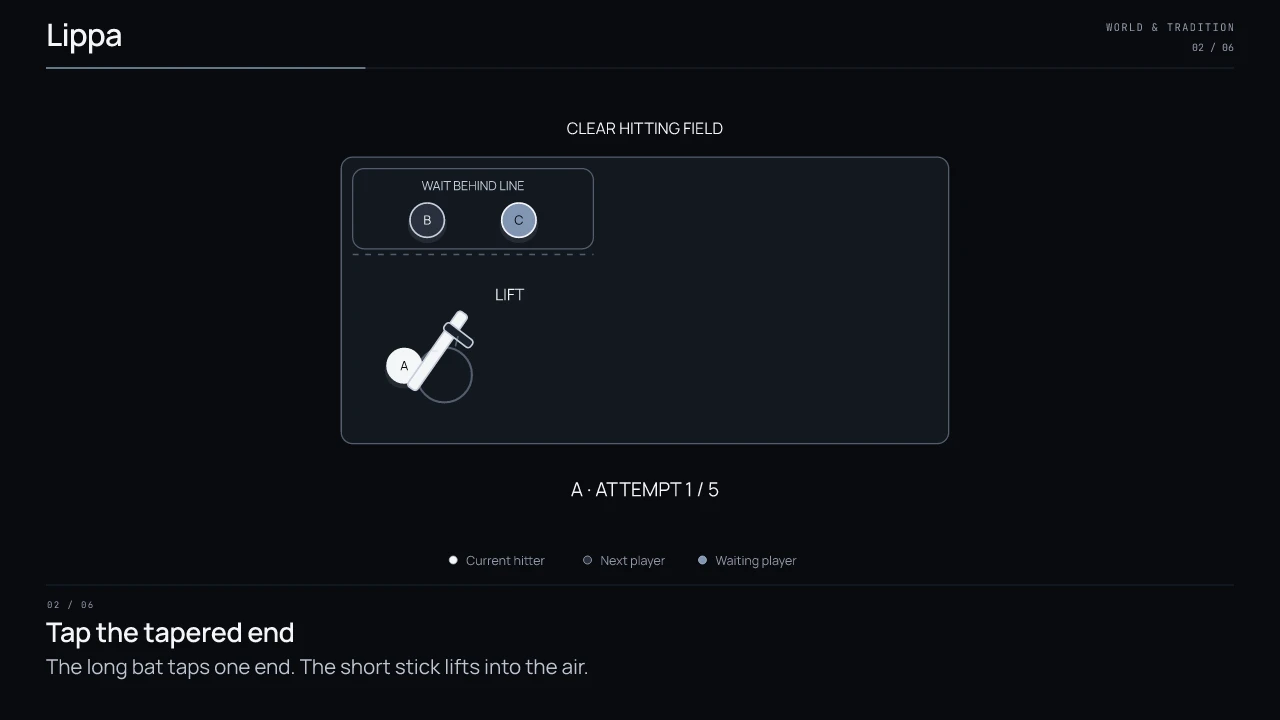 Lippa
WORLD & TRADITION
02 / 06
CLEAR HITTING FIELD
WAIT BEHIND LINE
B
C
LIFT
A
A · ATTEMPT 1 / 5
Current hitter
Next player
Waiting player
02 / 06
Tap the tapered end
The long bat taps one end. The short stick lifts into the air.